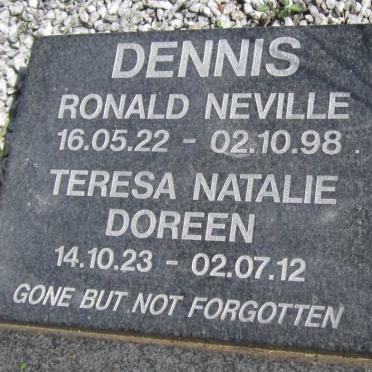 DENNIS
RONALD NEVILLE
16.05.22 - 02.10.98
TERESA NATALIE
DOREEN
14.10.23 - 02.07.12
GONE BUT NOT FORGOTTEN